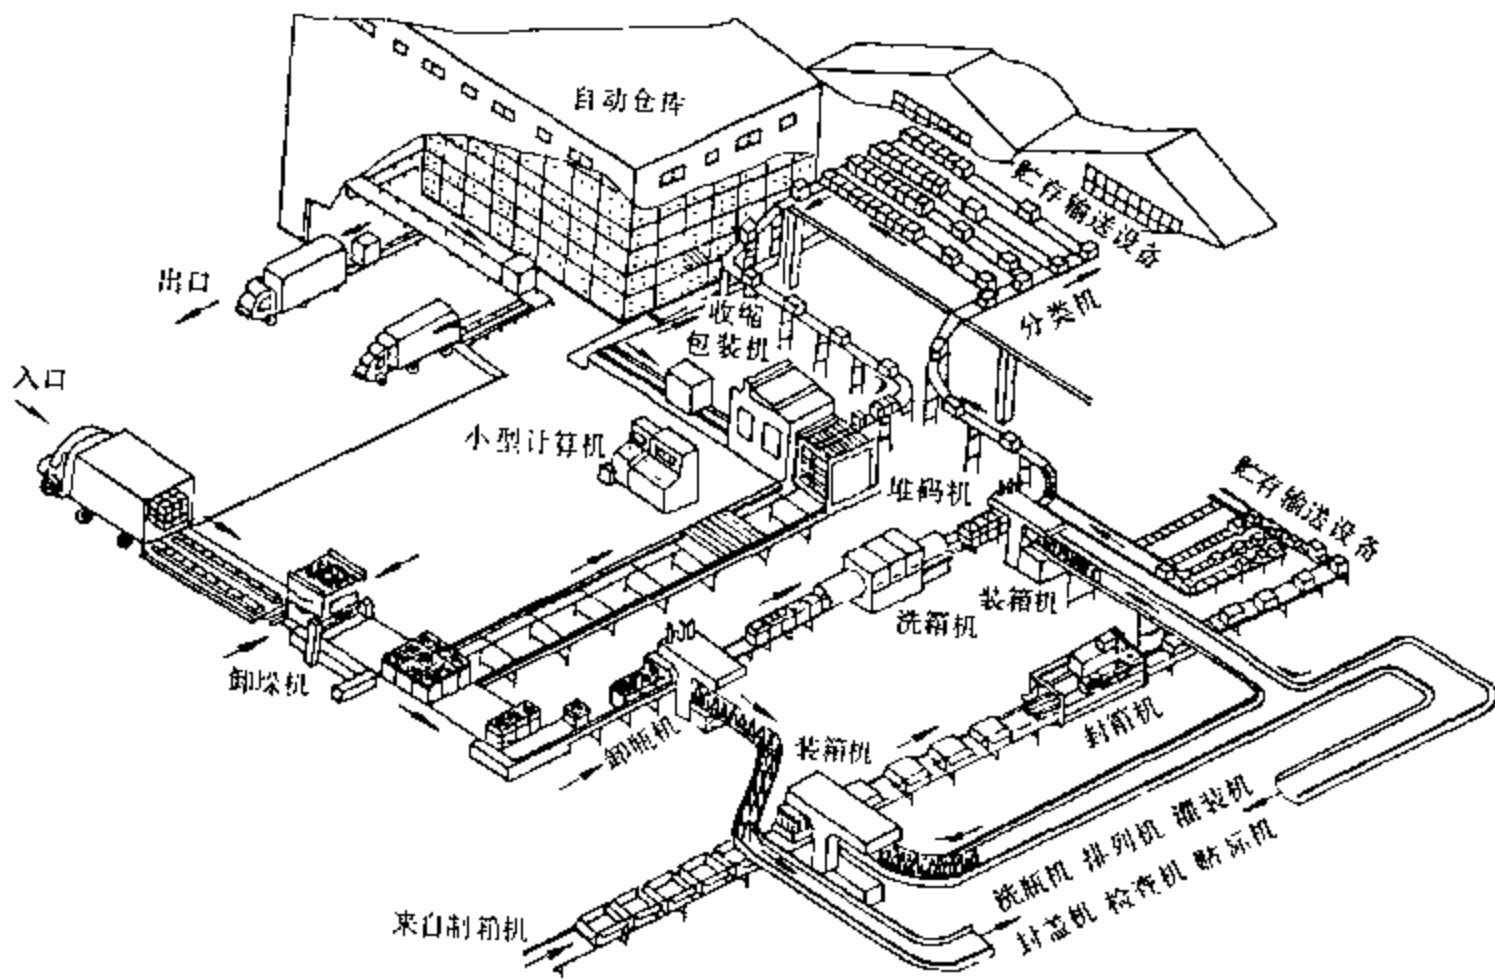 自动仓库
贮存输送设备
出口
分类机
收缩
包装机
入口
小型计算机
堆码机
贮存输送设备
装箱机
洗箱机
卸垛机
封箱机
卸瓶机
装箱机
洗瓶机 排列机 灌装机
封盖机 检查机 贴标机
来自制箱机